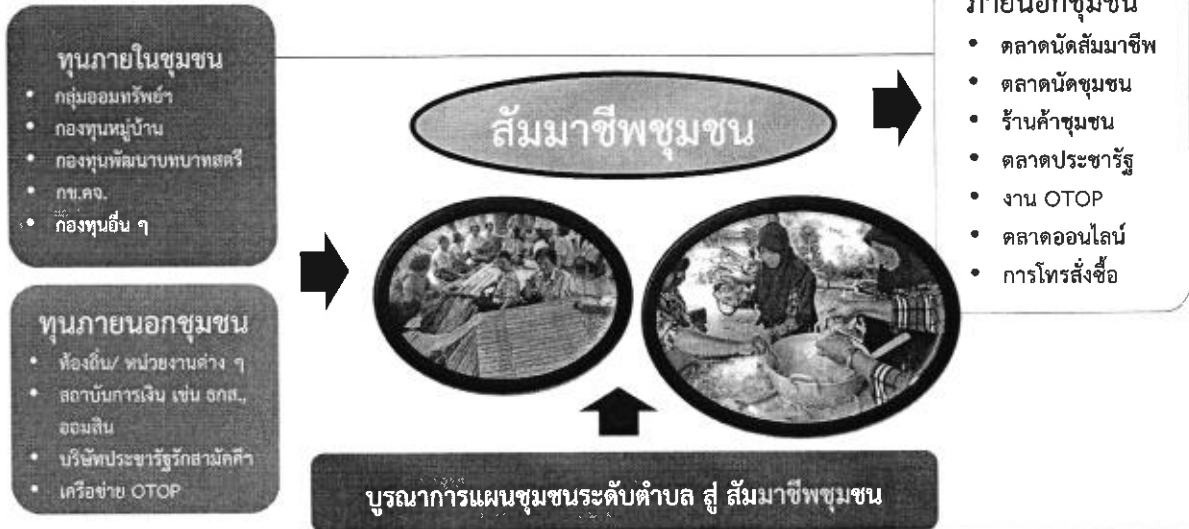 ทุนภายในชุมชน
• กลุ่มออมทรัพย์ฯ
• กองทุนหมู่บ้าน
• กองทุนพัฒนาบทบาทสตรี
• กข.คจ.
• กองทุนอื่น ๆ
ทุนภายนอกชุมชน
• ท้องถิ่น/ หน่วยงานต่าง ๆ
• สถาบันการเงิน เช่น ธกส.,
ออมสิน
• บริษัทประชารัฐรักสามัคคีฯ
• เครือข่าย OTOP
สัมมาชีพชุมชน
บูรณาการแผนชุมชนระดับตำบล สู่ สัมมาชีพชุมชน
ภายนอกชุมชน
• ตลาดนัดสัมมาชีพ
• ตลาดนัดชุมชน
• ร้านค้าชุมชน
• ตลาดประชารัฐ
• งาน OTOP
• ตลาดออนไลน์
• การโทรสั่งซื้อ